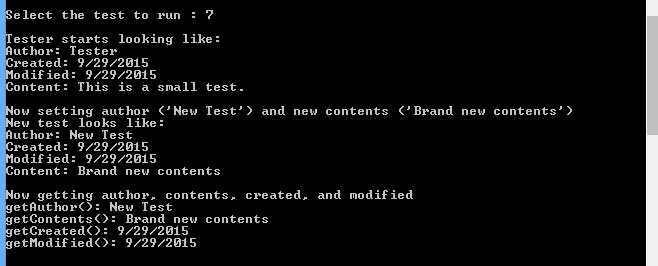 Select the test to run : 7
Tester starts looking like:
Author: Tester
Created: 9/29/2015
Modified: 9/29/2015
Content: This is a small test.
Now setting author ('New Test') and new contents ('Brand new contents')
New test looks like:
Author: New Test
Created: 9/29/2015
Modified: 9/29/2015
Content: Brand new contents
Now getting author, contents, created, and modified
getAuthor(): New Test
getContents(): Brand new contents
getCreated(): 9/29/2015
getModified(): 9/29/2015